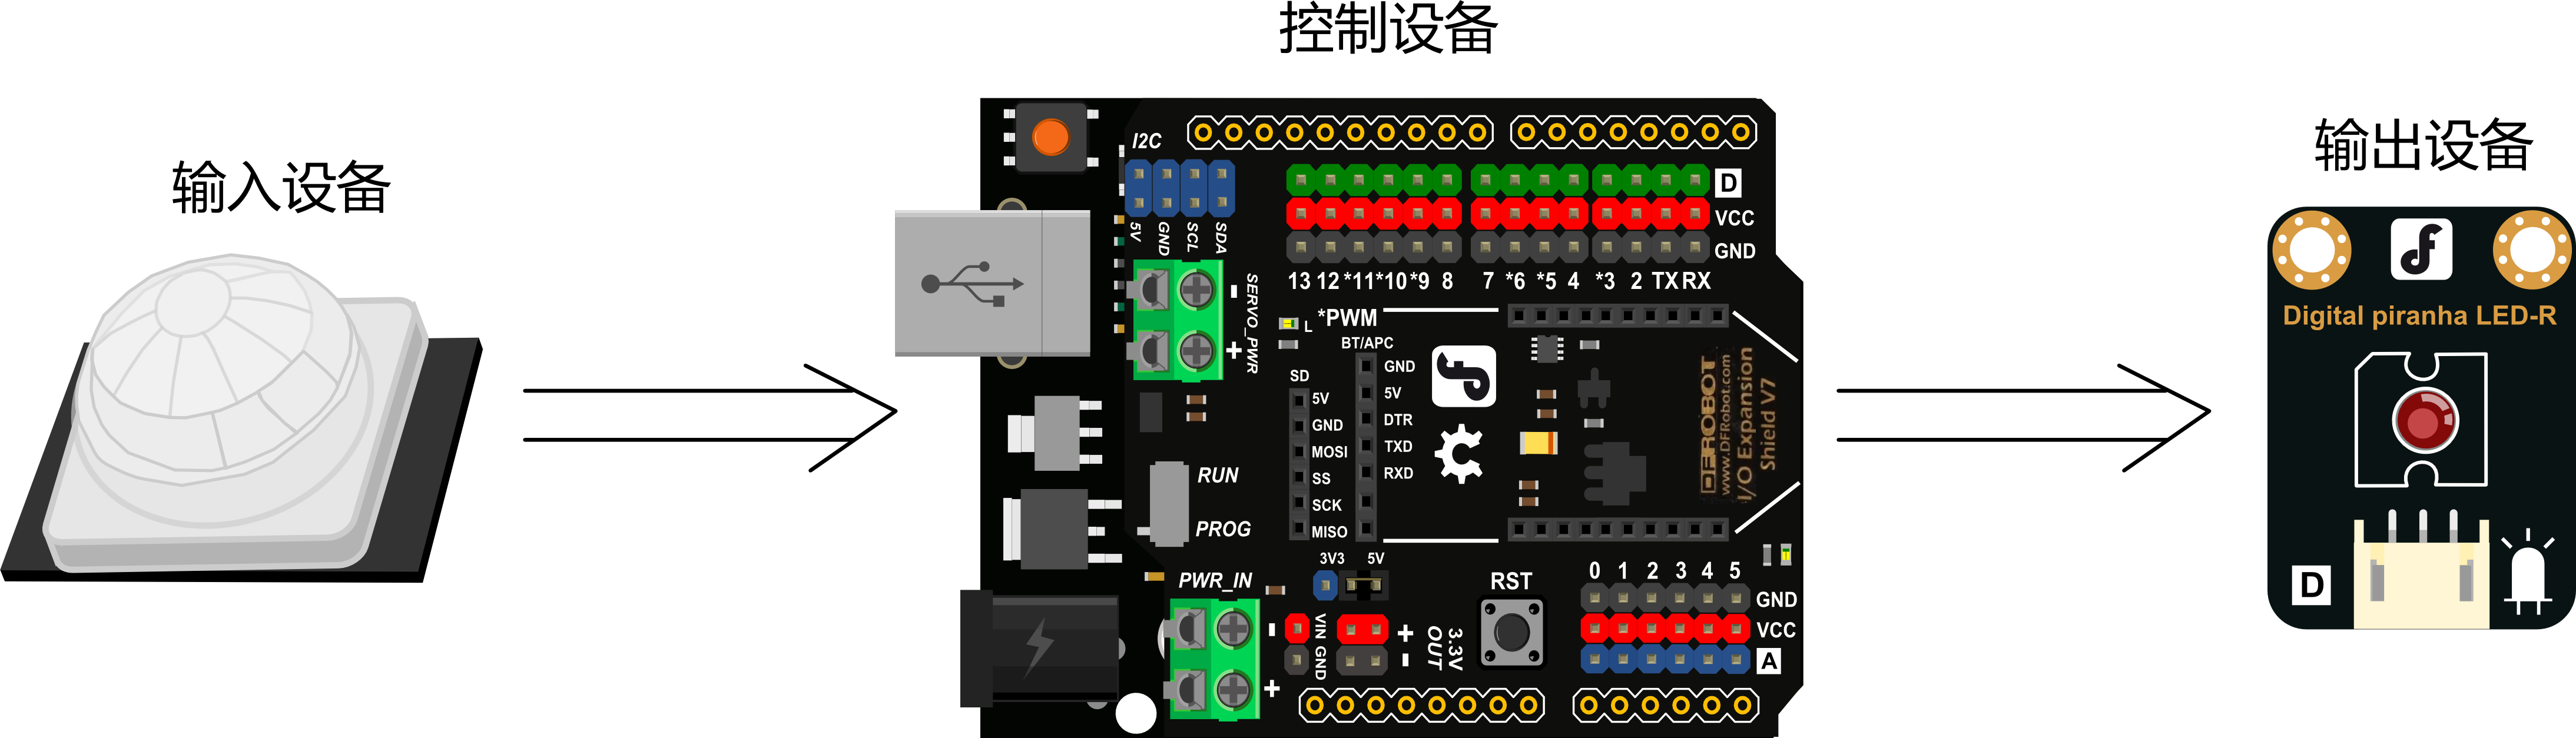 控制设备
输入设备
输出设备
I2C
5V GND SCL SDA
D
VCC
GND
13 12 *11 *10 *9 8 7 *6 *5 4 *3 2 TX RX
SERVO_PWR
- +
L
*PWM
BT/APC
GND
5V
DTR
TXD
RXD
SD
5V
GND
MOSI
SS
SCK
MISO
DFROBOT
www.DFRobot.com
I/O Expansion
Shield V7
RUN
PROG
3V3 5V
PWR_IN
- +
VIN GND
+ -
3.3V
OUT
RST
0 1 2 3 4 5
GND
VCC
A
Digital piranha LED-R
D